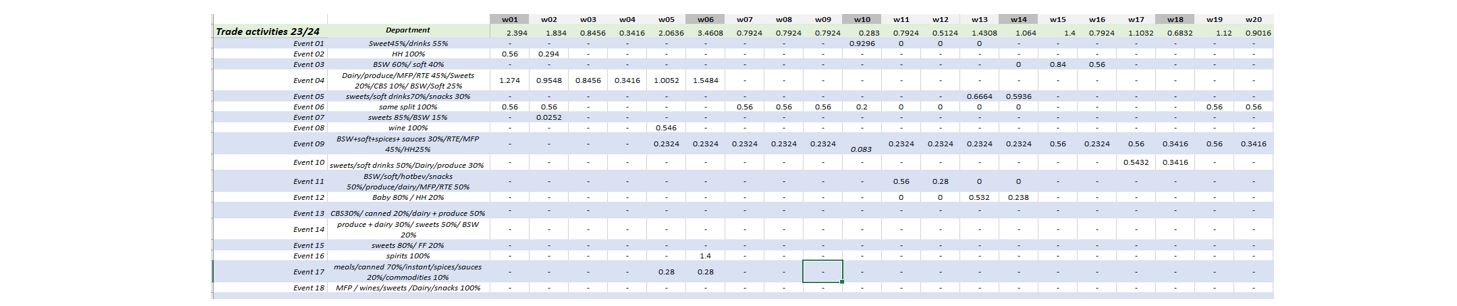 w01 w02 w03 w04 w05 w06 w07 w08 w09 w10 w11 w12 w13 w14 w15 w16 w17 w18 w19 w20
Trade activities 23/24 Department 2.394 1.834 0.8456 0.3416 2.0636 3.4608 0.7924 0.7924 0.7924 0.283 0.7924 0.5124 1.4308 1.064 1.4 0.7924 1.1032 0.6832 1.12 0.9016
Event 01 Sweet45%/drinks 55% - - - - - - - - - 0.9296 0 0 0 - - - - - - -
Event 02 HH 100% 0.56 0.294 - - - - - - - - - - - - - - - - - -
Event 03 BSW 60%/ soft 40% - - - - - - - - - - - - - 0 0.84 0.56 - - - -
Event 04 Dairy/produce/MFP/RTE 45%/Sweets
20%/CBS 10%/ BSW/Soft 25% 1.274 0.9548 0.8456 0.3416 1.0052 1.5484 - - - - - - - - - - - - - -
Event 05 sweets/soft drinks70%/snacks 30% - - - - - - - - - - - - 0.6664 0.5936 - - - - - -
Event 06 same split 100% 0.56 0.56 - - - - 0.56 0.56 0.56 0.2 0 0 0 0 - - - - 0.56 0.56
Event 07 sweets 85%/BSW 15% - 0.0252 - - - - - - - - - - - - - - - - - -
Event 08 wine 100% - - - - 0.546 - - - - - - - - - - - - - - -
Event 09 BSW+soft+spices+ sauces 30%/RTE/MFP
45%/HH25% - - - - 0.2324 0.2324 0.2324 0.2324 0.2324 0.083 0.2324 0.2324 0.2324 0.2324 0.56 0.2324 0.56 0.3416 0.56 0.3416
Event 10 sweets/soft drinks 50%/Dairy/produce 30% - - - - - - - - - - - - - - - - 0.5432 0.3416 - -
Event 11 BSW/soft/hotbev/snacks
50%/produce/dairy/MFP/RTE 50% - - - - - - - - - - 0.56 0.28 0 0 - - - - - -
Event 12 Baby 80% / HH 20% - - - - - - - - - - 0 0 0.532 0.238 - - - - - -
Event 13 CBS30%/ canned 20%/dairy + produce 50% - - - - - - - - - - - - - - - - - - - -
Event 14 produce + dairy 30%/ sweets 50%/ BSW
20% - - - - - - - - - - - - - - - - - - - -
Event 15 sweets 80%/ FF 20% - - - - - - - - - - - - - - - - - - - -
Event 16 spirits 100% - - - - - 1.4 - - - - - - - - - - - - - -
Event 17 meals/canned 70%/instant/spices/sauces
20%/commodities 10% - - - - 0.28 0.28 - - - - - - - - - - - - - -
Event 18 MFP / wines/sweets /Dairy/snacks 100% - - - - - - - - - - - - - - - - - - - -